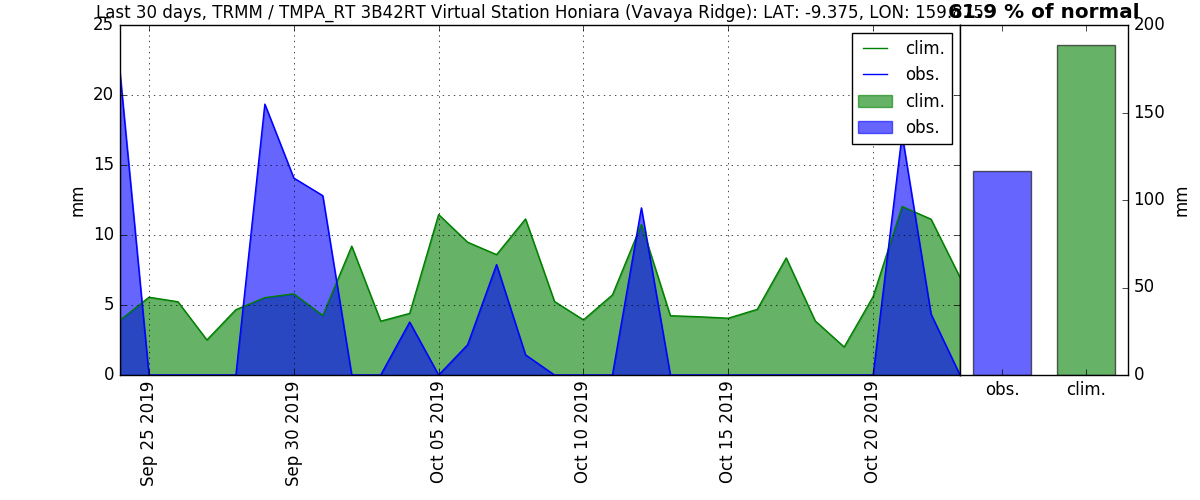 Last 30 days, TRMM / TMPA_RT 3B42RT Virtual Station Honiara (Vavaya Ridge): LAT: -9.375, LON:
61.9 % of normal
25
20
15
10
5
0
mm
clim.
obs.
clim.
obs.
200
150
100
50
0
mm
Sep 25 2019
Sep 30 2019
Oct 05 2019
Oct 10 2019
Oct 15 2019
Oct 20 2019
obs.
clim.